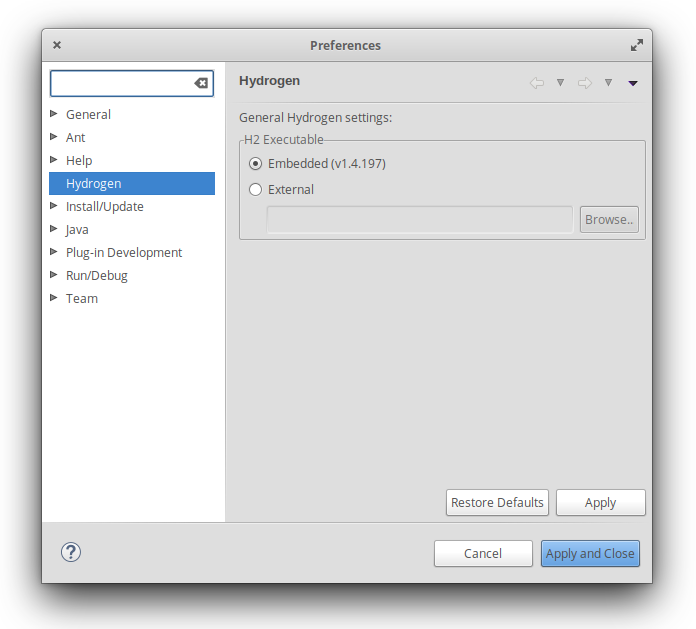 Preferences
General
Ant
Help
Hydrogen
Install/Update
Java
Plug-in Development
Run/Debug
Team
Hydrogen
General Hydrogen settings:
H2 Executable
Embedded (v1.4.197)
External
Browse..
Restore Defaults
Apply
?
Cancel
Apply and Close